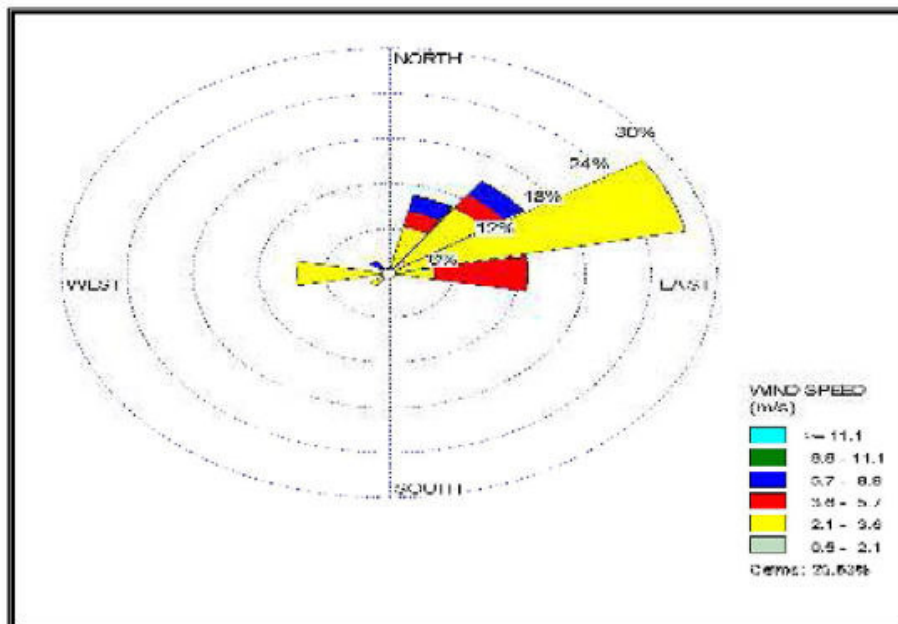 NORTH
30%
24%
18%
12%
WEST
EAST
SOUTH
WIND SPEED
(m/s)
>= 11.1
8.8 - 11.1
5.7 - 8.8
3.6 - 5.7
2.1 - 3.6
0.5 - 2.1